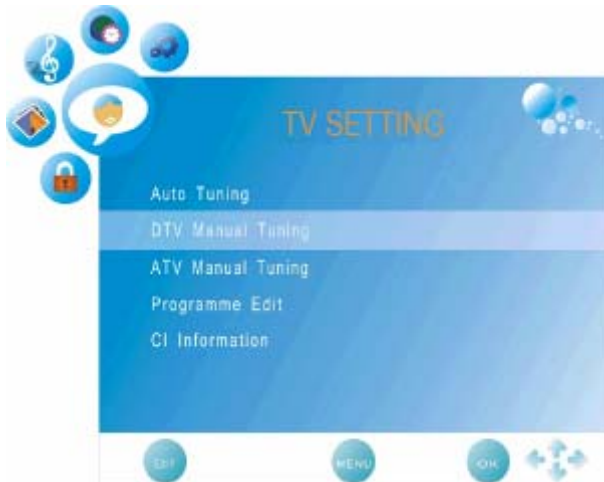 TV SETTING
Auto Tuning
DTV Manual Tuning
ATV Manual Tuning
Programme Edit
CI Information
EXIT
MENU
OK